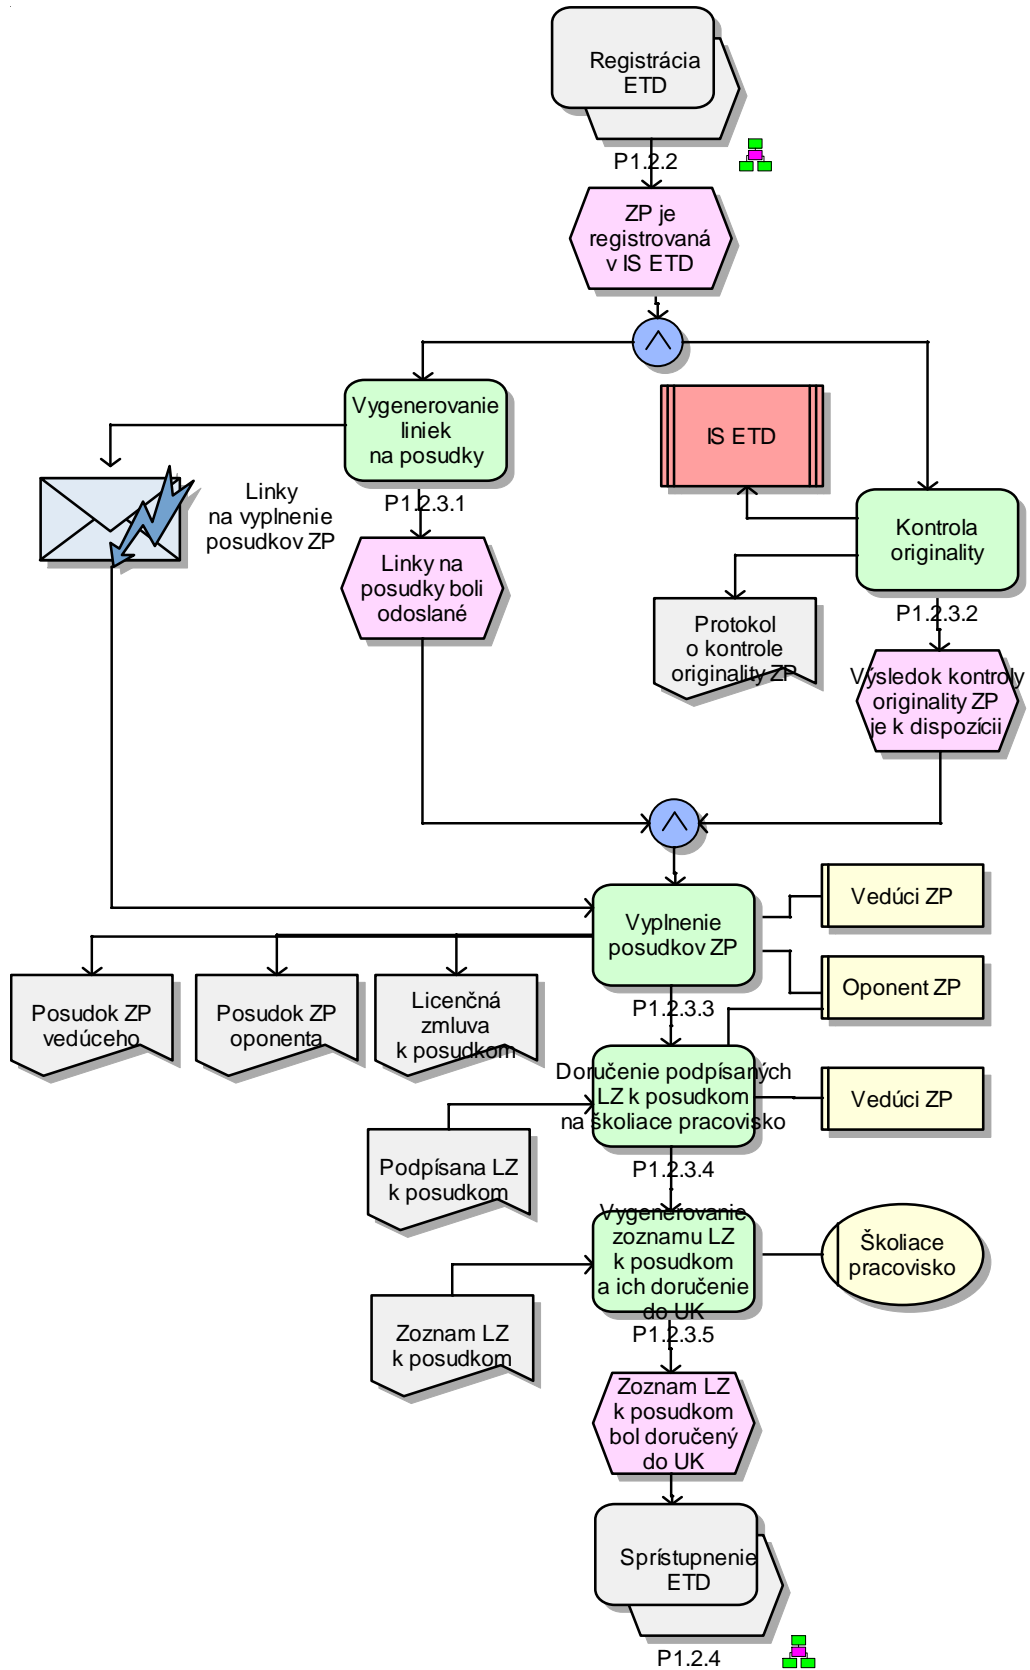 Registrácia
ETD
P1.2.2
ZP je
registrovaná
v IS ETD
Vygenerovanie
liniek
na posudky
P1.2.3.1
IS ETD
Linky
na vyplnenie
posudkov ZP
Kontrola
originality
P1.2.3.2
Linky na
posudky boli
odoslané
Protokol
o kontrole
originality ZP
Výsledok kontroly
originality ZP
je k dispozícii
Vyplnenie
posudkov ZP
P1.2.3.3
Vedúci ZP
Oponent ZP
Posudok ZP
vedúceho
Posudok ZP
oponenta
Licenčná
zmluva
k posudkom
Doručenie podpísaných
LZ k posudkom
na školiace pracovisko
P1.2.3.4
Vedúci ZP
Podpísana LZ
k posudkom
Vygenerovanie
zoznamu LZ
k posudkom
a ich doručenie
do UK
P1.2.3.5
Školiace
pracovisko
Zoznam LZ
k posudkom
Zoznam LZ
k posudkom
bol doručený
do UK
Sprístupnenie
ETD
P1.2.4